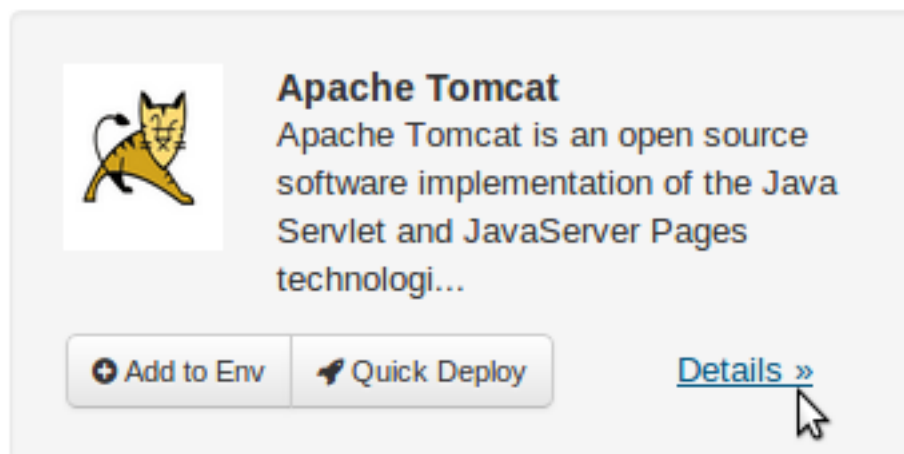 Apache Tomcat
Apache Tomcat is an open source
software implementation of the Java
Servlet and JavaServer Pages
technologi...
Add to Env
Quick Deploy
Details »